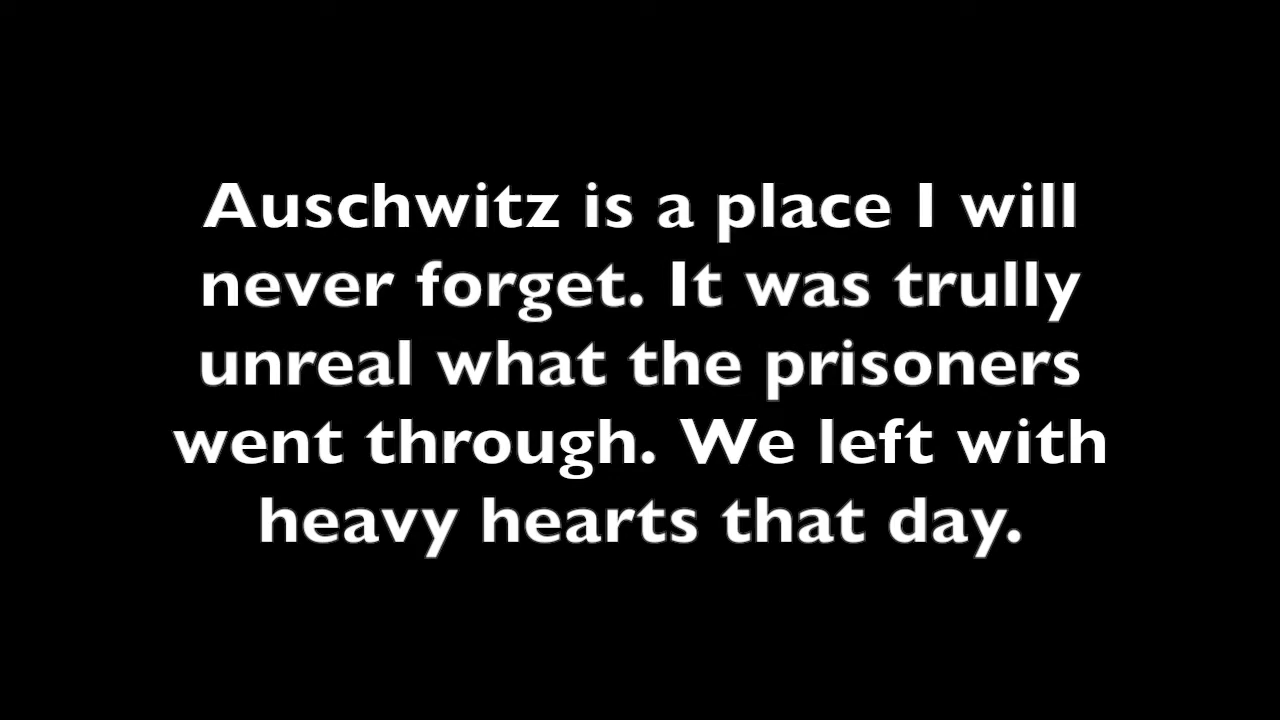 Auschwitz is a place I will
never forget. It was trully
unreal what the prisoners
went through. We left with
heavy hearts that day.